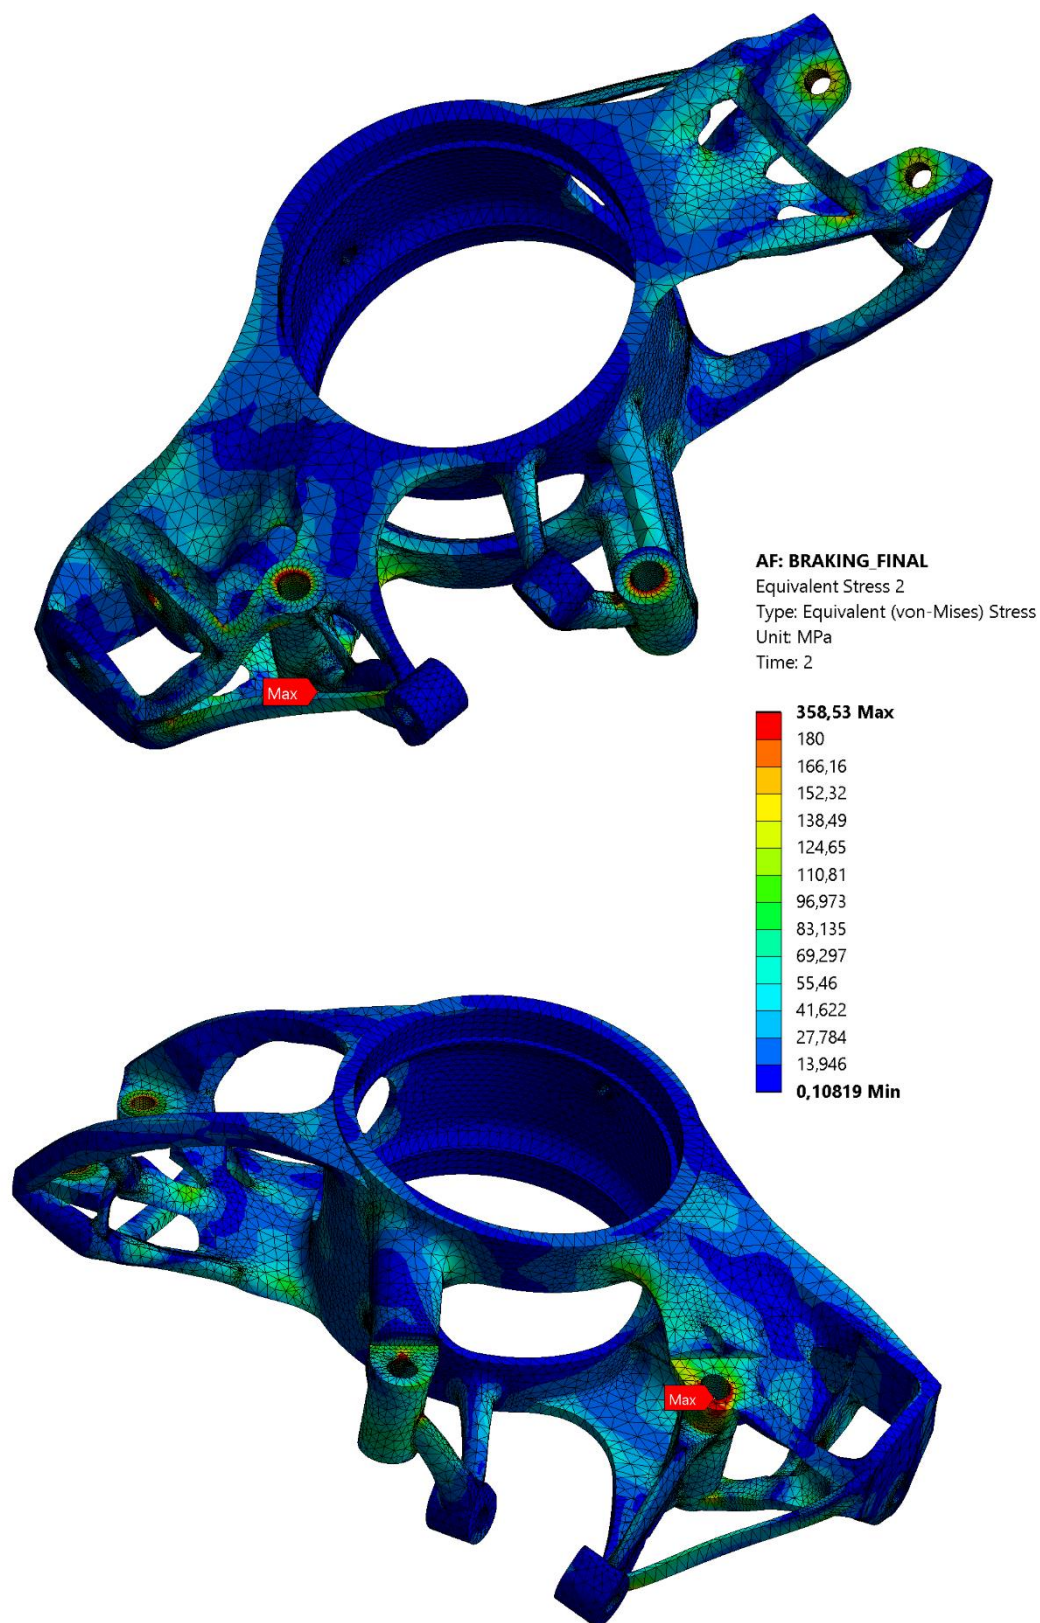 AF: BRAKING_FINAL
Equivalent Stress 2
Type: Equivalent (von-Mises) Stress
Unit: MPa
Time: 2
358,53 Max
180
166,16
152,32
138,49
124,65
110,81
96,973
83,135
69,297
55,46
41,622
27,784
13,946
0,10819 Min
Max
Max